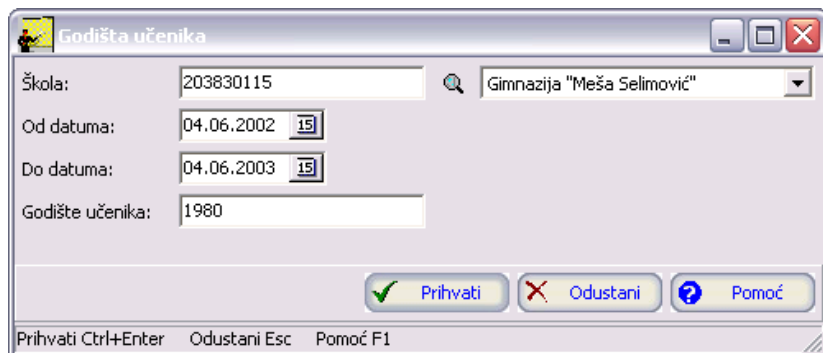 Godišta učenika
Škola: 203830115 Gimnazija "Meša Selimović"
Od datuma: 04.06.2002 15
Do datuma: 04.06.2003 15
Godište učenika: 1980
Prihvati Odustani Pomoć
Prihvati Ctrl+Enter Odustani Esc Pomoć F1